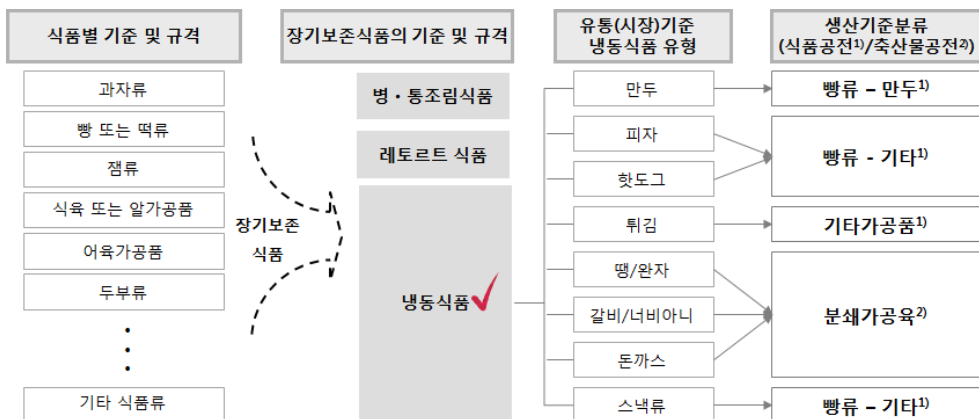 식품별 기준 및 규격
과자류
빵 또는 떡류
잼류
식육 또는 알가공품
어육가공품
두부류
기타 식품류
장기보존
식품
장기보존식품의 기준 및 규격
병・통조림식품
레토르트 식품
냉동식품
유통(시장)기준
냉동식품 유형
만두
피자
핫도그
튀김
땡/완자
갈비/너비아니
돈까스
스낵류
생산기준분류
(식품공전1)/축산물공전2))
빵류 – 만두1)
빵류 - 기타1)
기타가공품1)
분쇄가공육2)
빵류 – 기타1)